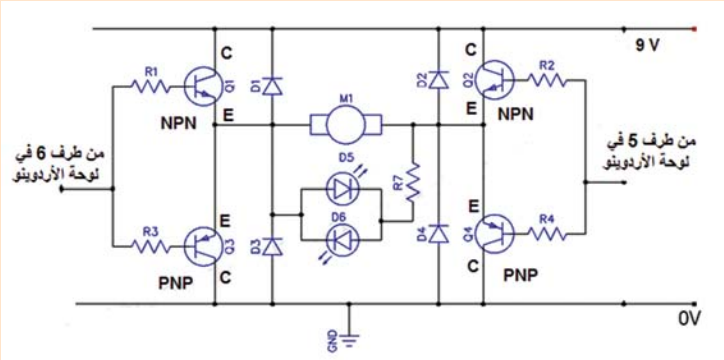 9 V
C
C
R1
Q1
D1
D2
Q2
R2
M1
NPN
E
E
NPN
من طرف 6 في
لوحة الأردوينو
من طرف 5 في
لوحة الأردوينو
D5
R7
D6
E
E
R3
Q3
D3
D4
Q4
R4
PNP
C
C
PNP
0V
GND